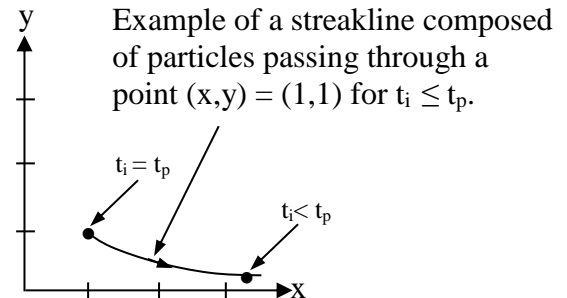 y
Example of a streakline composed
of particles passing through a
point (x,y) = (1,1) for tᵢ ≤ tₚ.
tᵢ = tₚ
tᵢ< tₚ
x